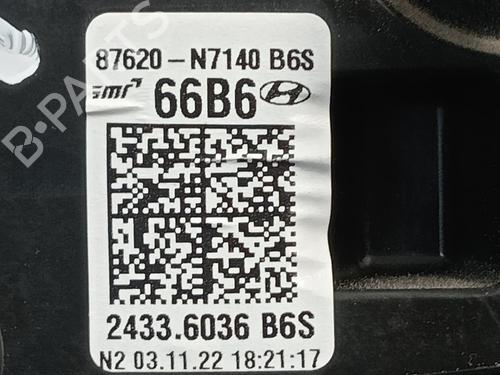 87620-N7140 B6S
smr 66B6
2433.6036 B6S
N2 03.11.22 18:21:17
B-PARTS